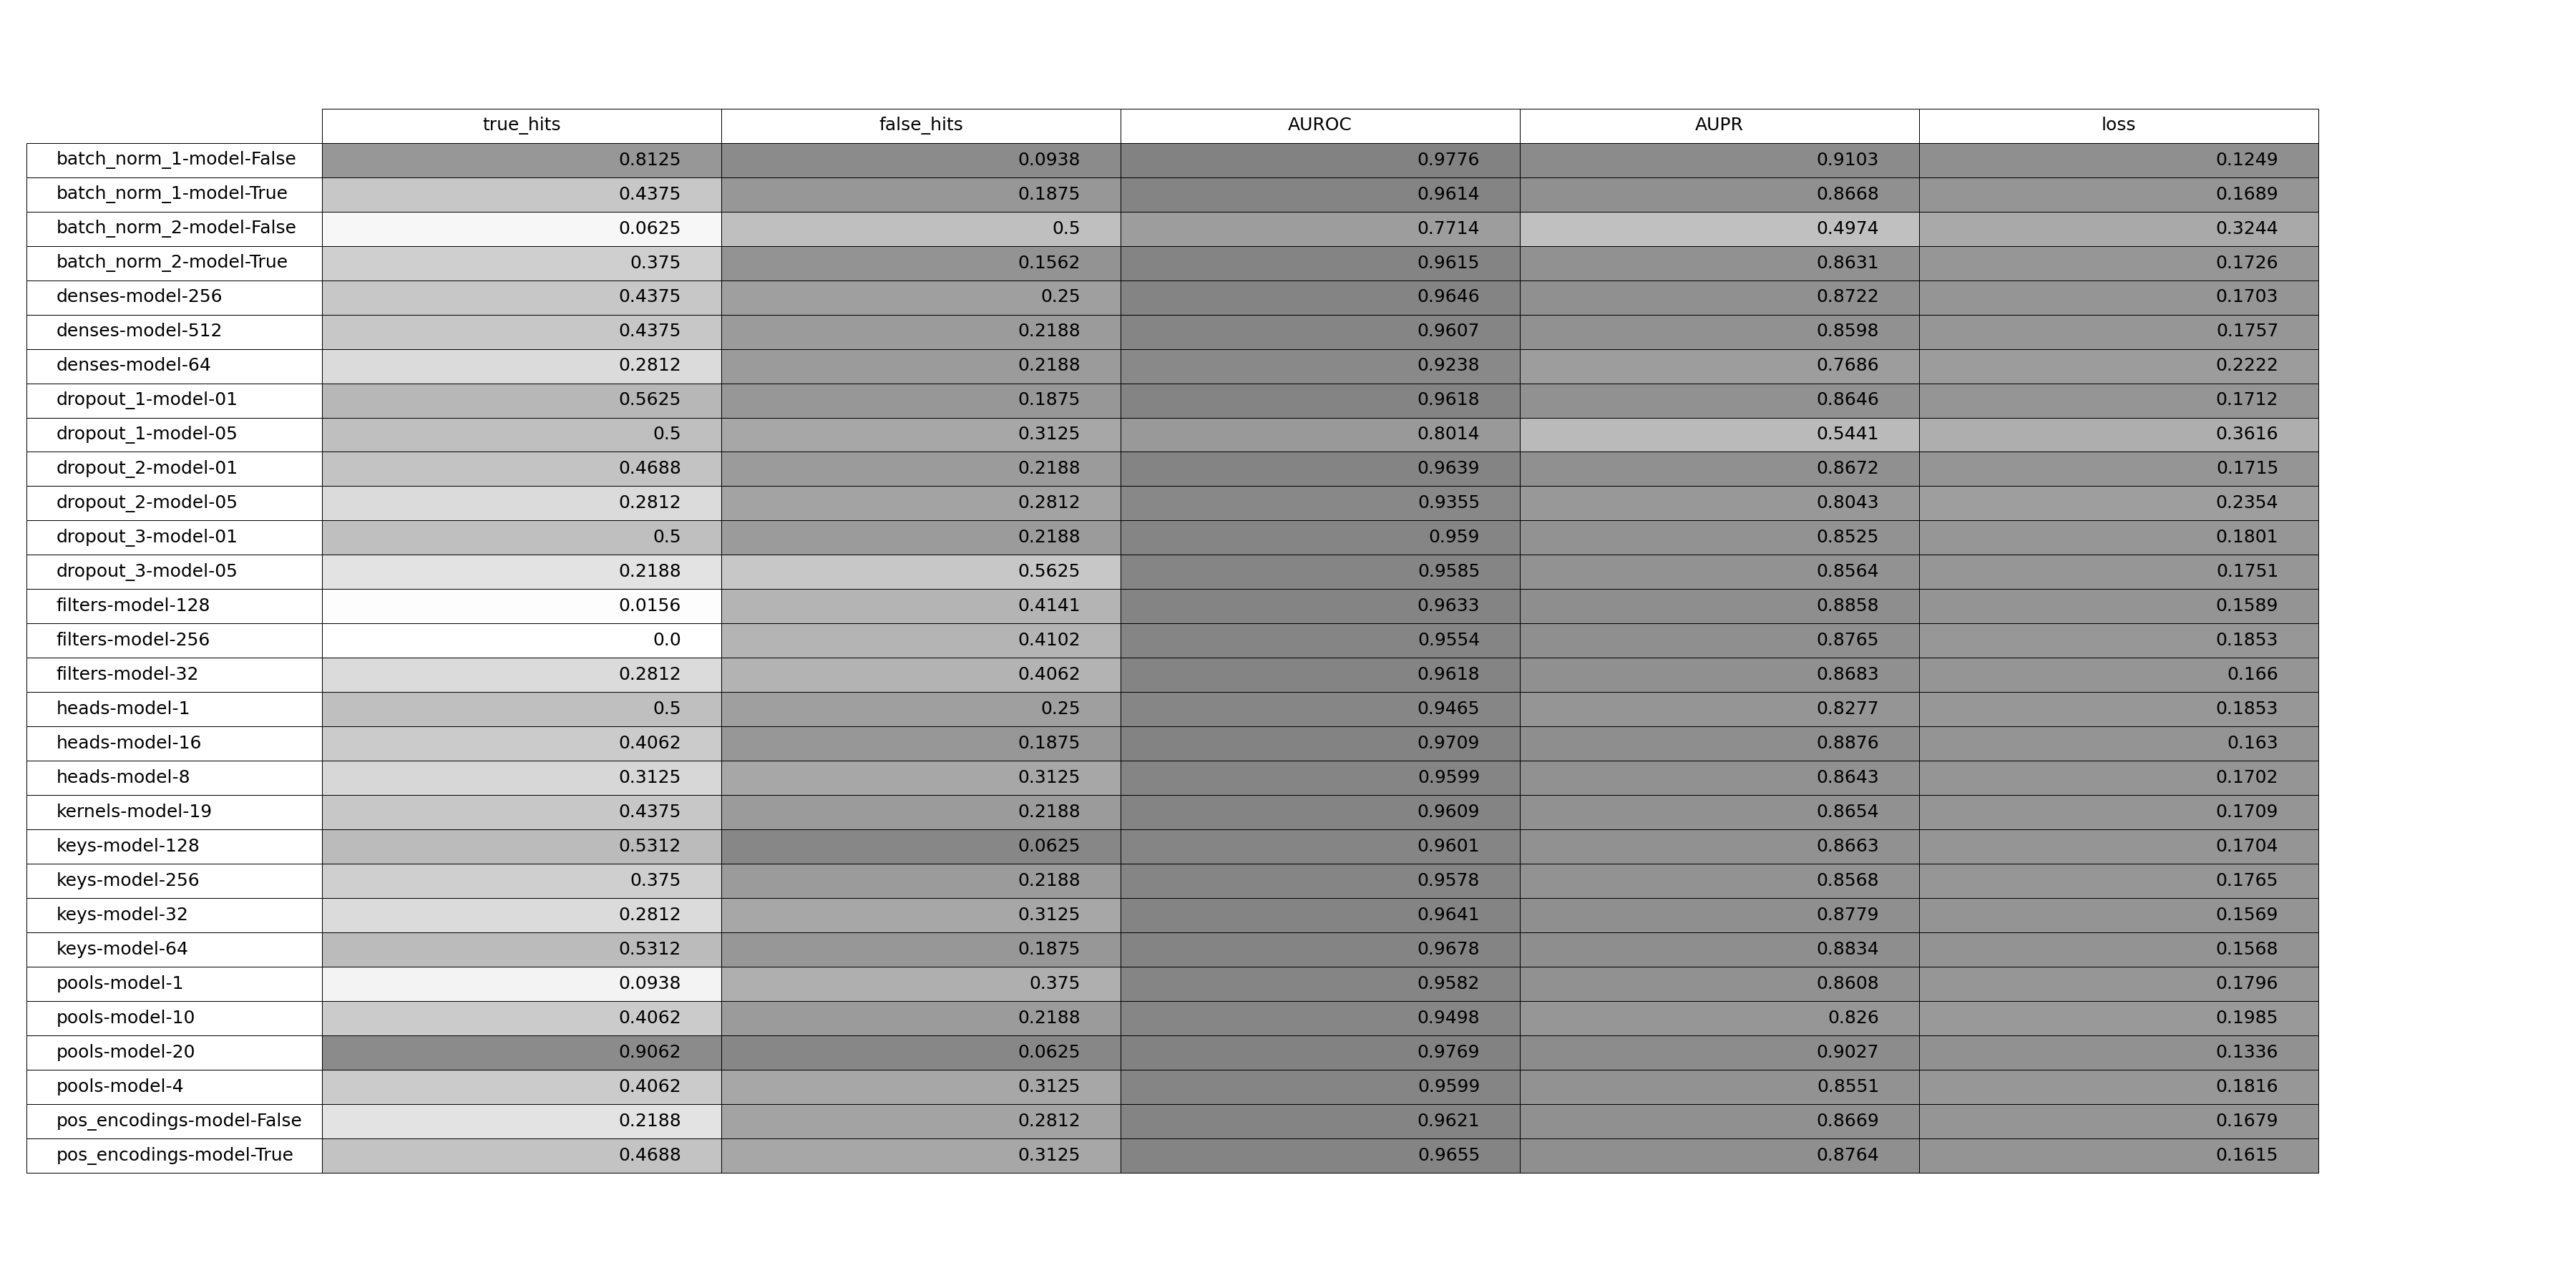 true_hits false_hits AUROC AUPR loss
batch_norm_1-model-False 0.8125 0.0938 0.9776 0.9103 0.1249
batch_norm_1-model-True 0.4375 0.1875 0.9614 0.8668 0.1689
batch_norm_2-model-False 0.0625 0.5 0.7714 0.4974 0.3244
batch_norm_2-model-True 0.375 0.1562 0.9615 0.8631 0.1726
denses-model-256 0.4375 0.25 0.9646 0.8722 0.1703
denses-model-512 0.4375 0.2188 0.9607 0.8598 0.1757
denses-model-64 0.2812 0.2188 0.9238 0.7686 0.2222
dropout_1-model-01 0.5625 0.1875 0.9618 0.8646 0.1712
dropout_1-model-05 0.5 0.3125 0.8014 0.5441 0.3616
dropout_2-model-01 0.4688 0.2188 0.9639 0.8672 0.1715
dropout_2-model-05 0.2812 0.2812 0.9355 0.8043 0.2354
dropout_3-model-01 0.5 0.2188 0.959 0.8525 0.1801
dropout_3-model-05 0.2188 0.5625 0.9585 0.8564 0.1751
filters-model-128 0.0156 0.4141 0.9633 0.8858 0.1589
filters-model-256 0.0 0.4102 0.9554 0.8765 0.1853
filters-model-32 0.2812 0.4062 0.9618 0.8683 0.166
heads-model-1 0.5 0.25 0.9465 0.8277 0.1853
heads-model-16 0.4062 0.1875 0.9709 0.8876 0.163
heads-model-8 0.3125 0.3125 0.9599 0.8643 0.1702
kernels-model-19 0.4375 0.2188 0.9609 0.8654 0.1709
keys-model-128 0.5312 0.0625 0.9601 0.8663 0.1704
keys-model-256 0.375 0.2188 0.9578 0.8568 0.1765
keys-model-32 0.2812 0.3125 0.9641 0.8779 0.1569
keys-model-64 0.5312 0.1875 0.9678 0.8834 0.1568
pools-model-1 0.0938 0.375 0.9582 0.8608 0.1796
pools-model-10 0.4062 0.2188 0.9498 0.826 0.1985
pools-model-20 0.9062 0.0625 0.9769 0.9027 0.1336
pools-model-4 0.4062 0.3125 0.9599 0.8551 0.1816
pos_encodings-model-False 0.2188 0.2812 0.9621 0.8669 0.1679
pos_encodings-model-True 0.4688 0.3125 0.9655 0.8764 0.1615